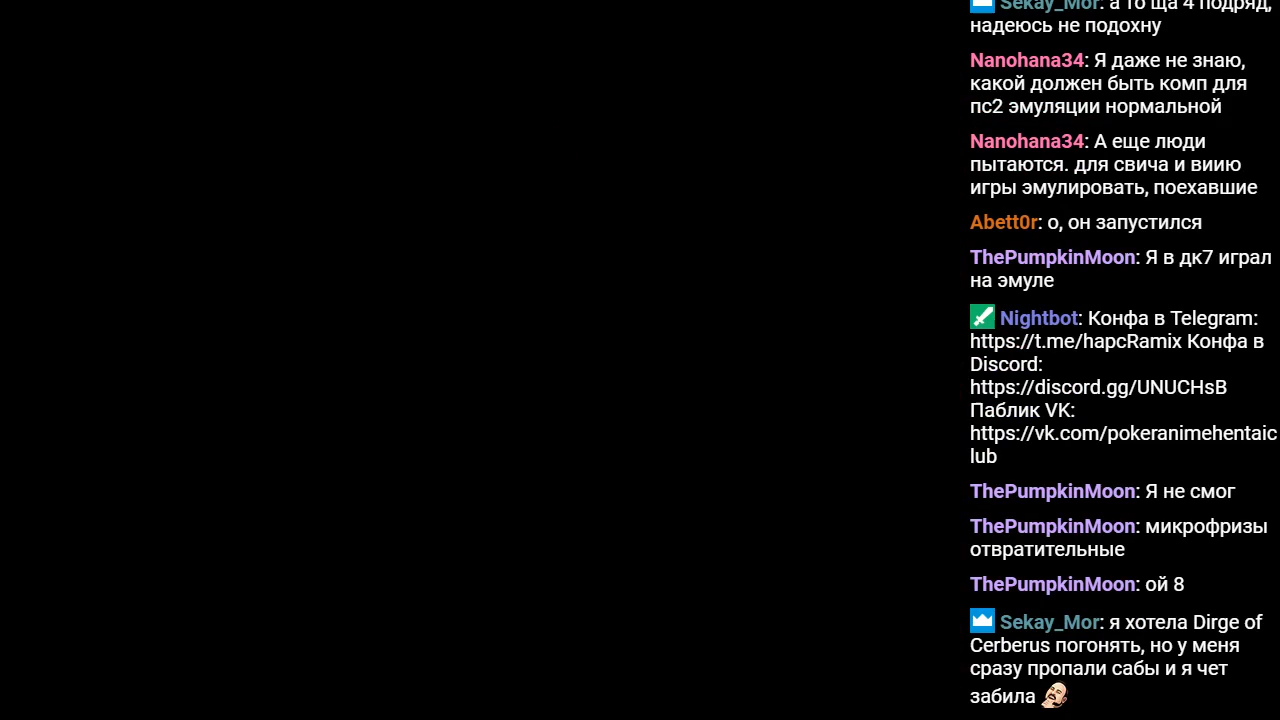 Sekay_Mor: а то ща 4 подряд,
надеюсь не подохну
Nanohana34: Я даже не знаю,
какой должен быть комп для
пс2 эмуляции нормальной
Nanohana34: А еще люди
пытаются. для свича и виию
игры эмулировать, поехавшие
Abett0r: о, он запустился
ThePumpkinMoon: Я в дк7 играл
на эмуле
Nightbot: Конфа в Telegram:
https://t.me/hapcRamix Конфа в
Discord:
https://discord.gg/UNUCHsB
Паблик VK:
https://vk.com/pokeranimehentaic
lub
ThePumpkinMoon: Я не смог
ThePumpkinMoon: микрофризы
отвратительные
ThePumpkinMoon: ой 8
Sekay_Mor: я хотела Dirge of
Cerberus погонять, но у меня
сразу пропали сабы и я чет
забила